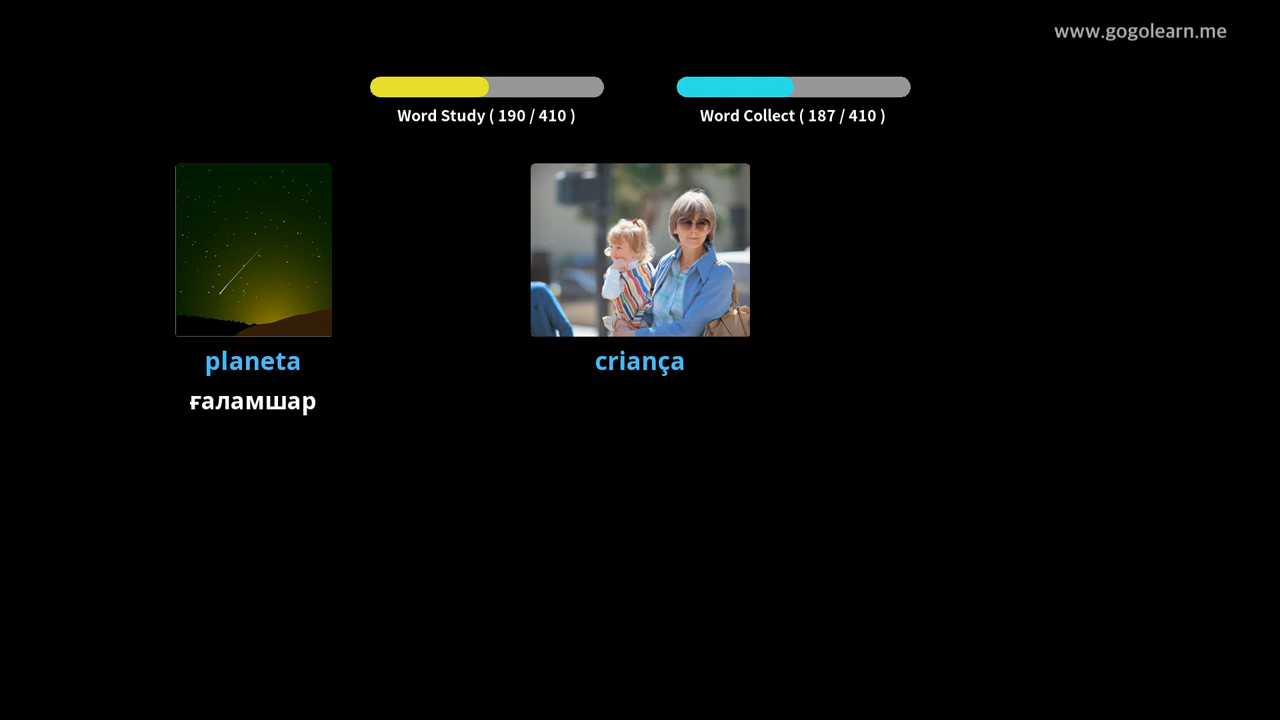 www.gogolearn.me
Word Study ( 190 / 410 )
Word Collect ( 187 / 410 )
planeta
criança
ғаламшар